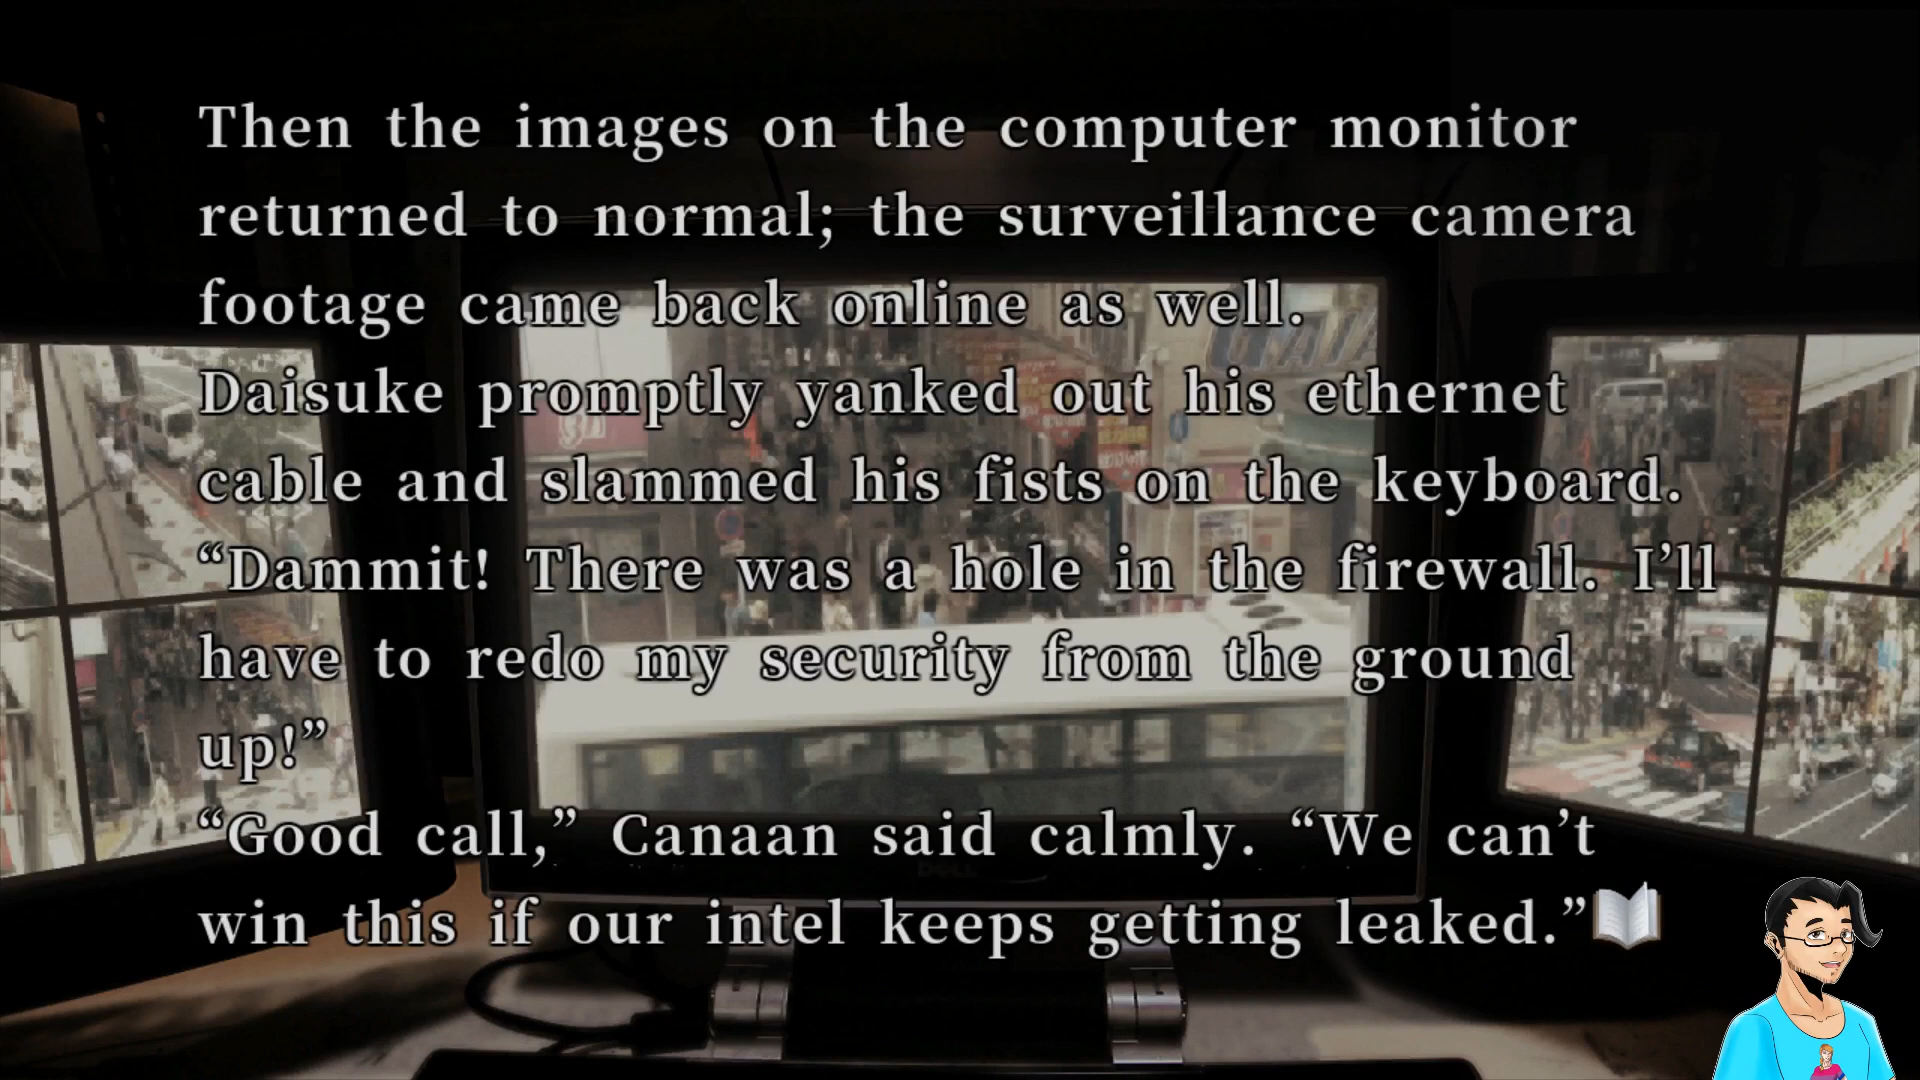 Then the images on the computer monitor
returned to normal; the surveillance camera
footage came back online as well.
Daisuke promptly yanked out his ethernet
cable and slammed his fists on the keyboard.
“Dammit! There was a hole in the firewall. I’ll
have to redo my security from the ground
up!”
“Good call,” Canaan said calmly. “We can’t
win this if our intel keeps getting leaked.”
DELL